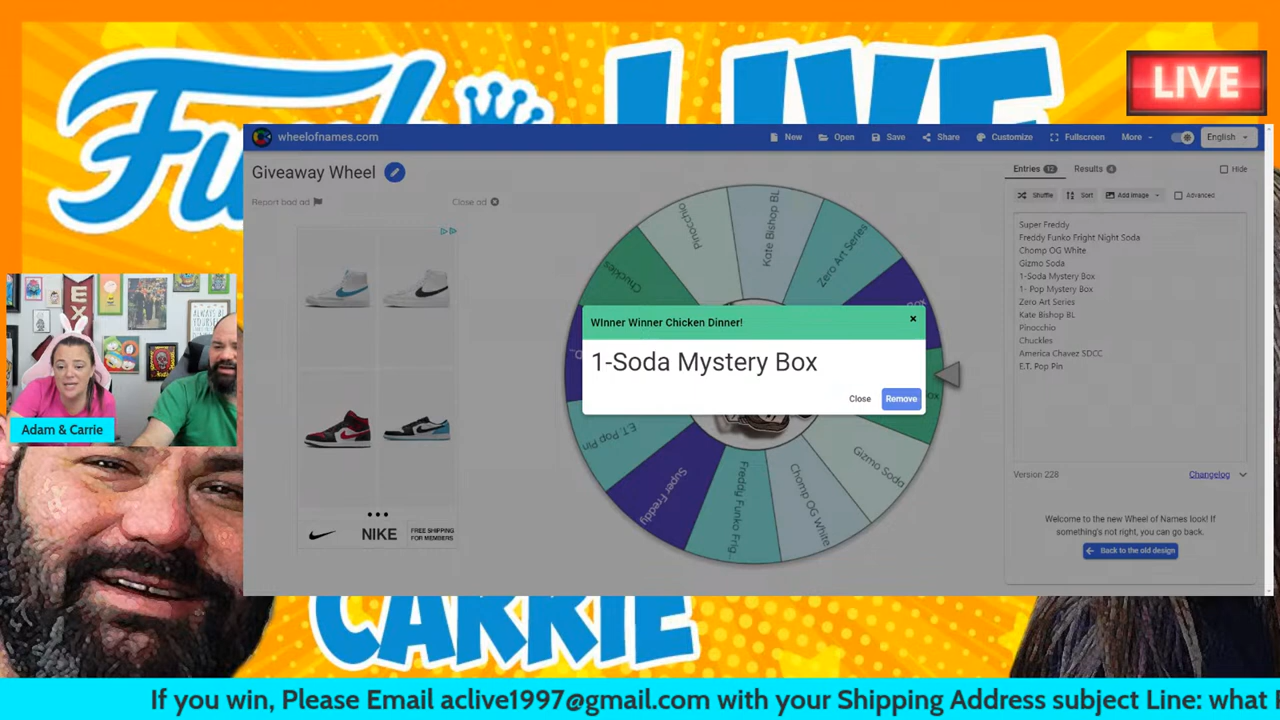 Funko LIVE
LIVE
wheelofnames.com
New
Open
Save
Share
Customize
Fullscreen
More
English
Giveaway Wheel
Report bad ad
Close ad
NIKE
FREE SHIPPING
FOR MEMBERS
Pinocchio
Kate Bishop BL
Zero Art Series
Chuckles
E.T. Pop Pin
Super Freddy
Freddy Funko Frig...
Chomp OG White
Gizmo Soda
WInner Winner Chicken Dinner!
1-Soda Mystery Box
Close
Remove
Entries 12
Results 4
Hide
Shuffle
Sort
Add image
Advanced
Super Freddy
Freddy Funko Fright Night Soda
Chomp OG White
Gizmo Soda
1-Soda Mystery Box
1- Pop Mystery Box
Zero Art Series
Kate Bishop BL
Pinocchio
Chuckles
America Chavez SDCC
E.T. Pop Pin
Version 228
Changelog
Welcome to the new Wheel of Names look! If
something's not right, you can go back.
Back to the old design
Adam & Carrie
CARRIE
If you win, Please Email aclive1997@gmail.com with your Shipping Address subject Line: what